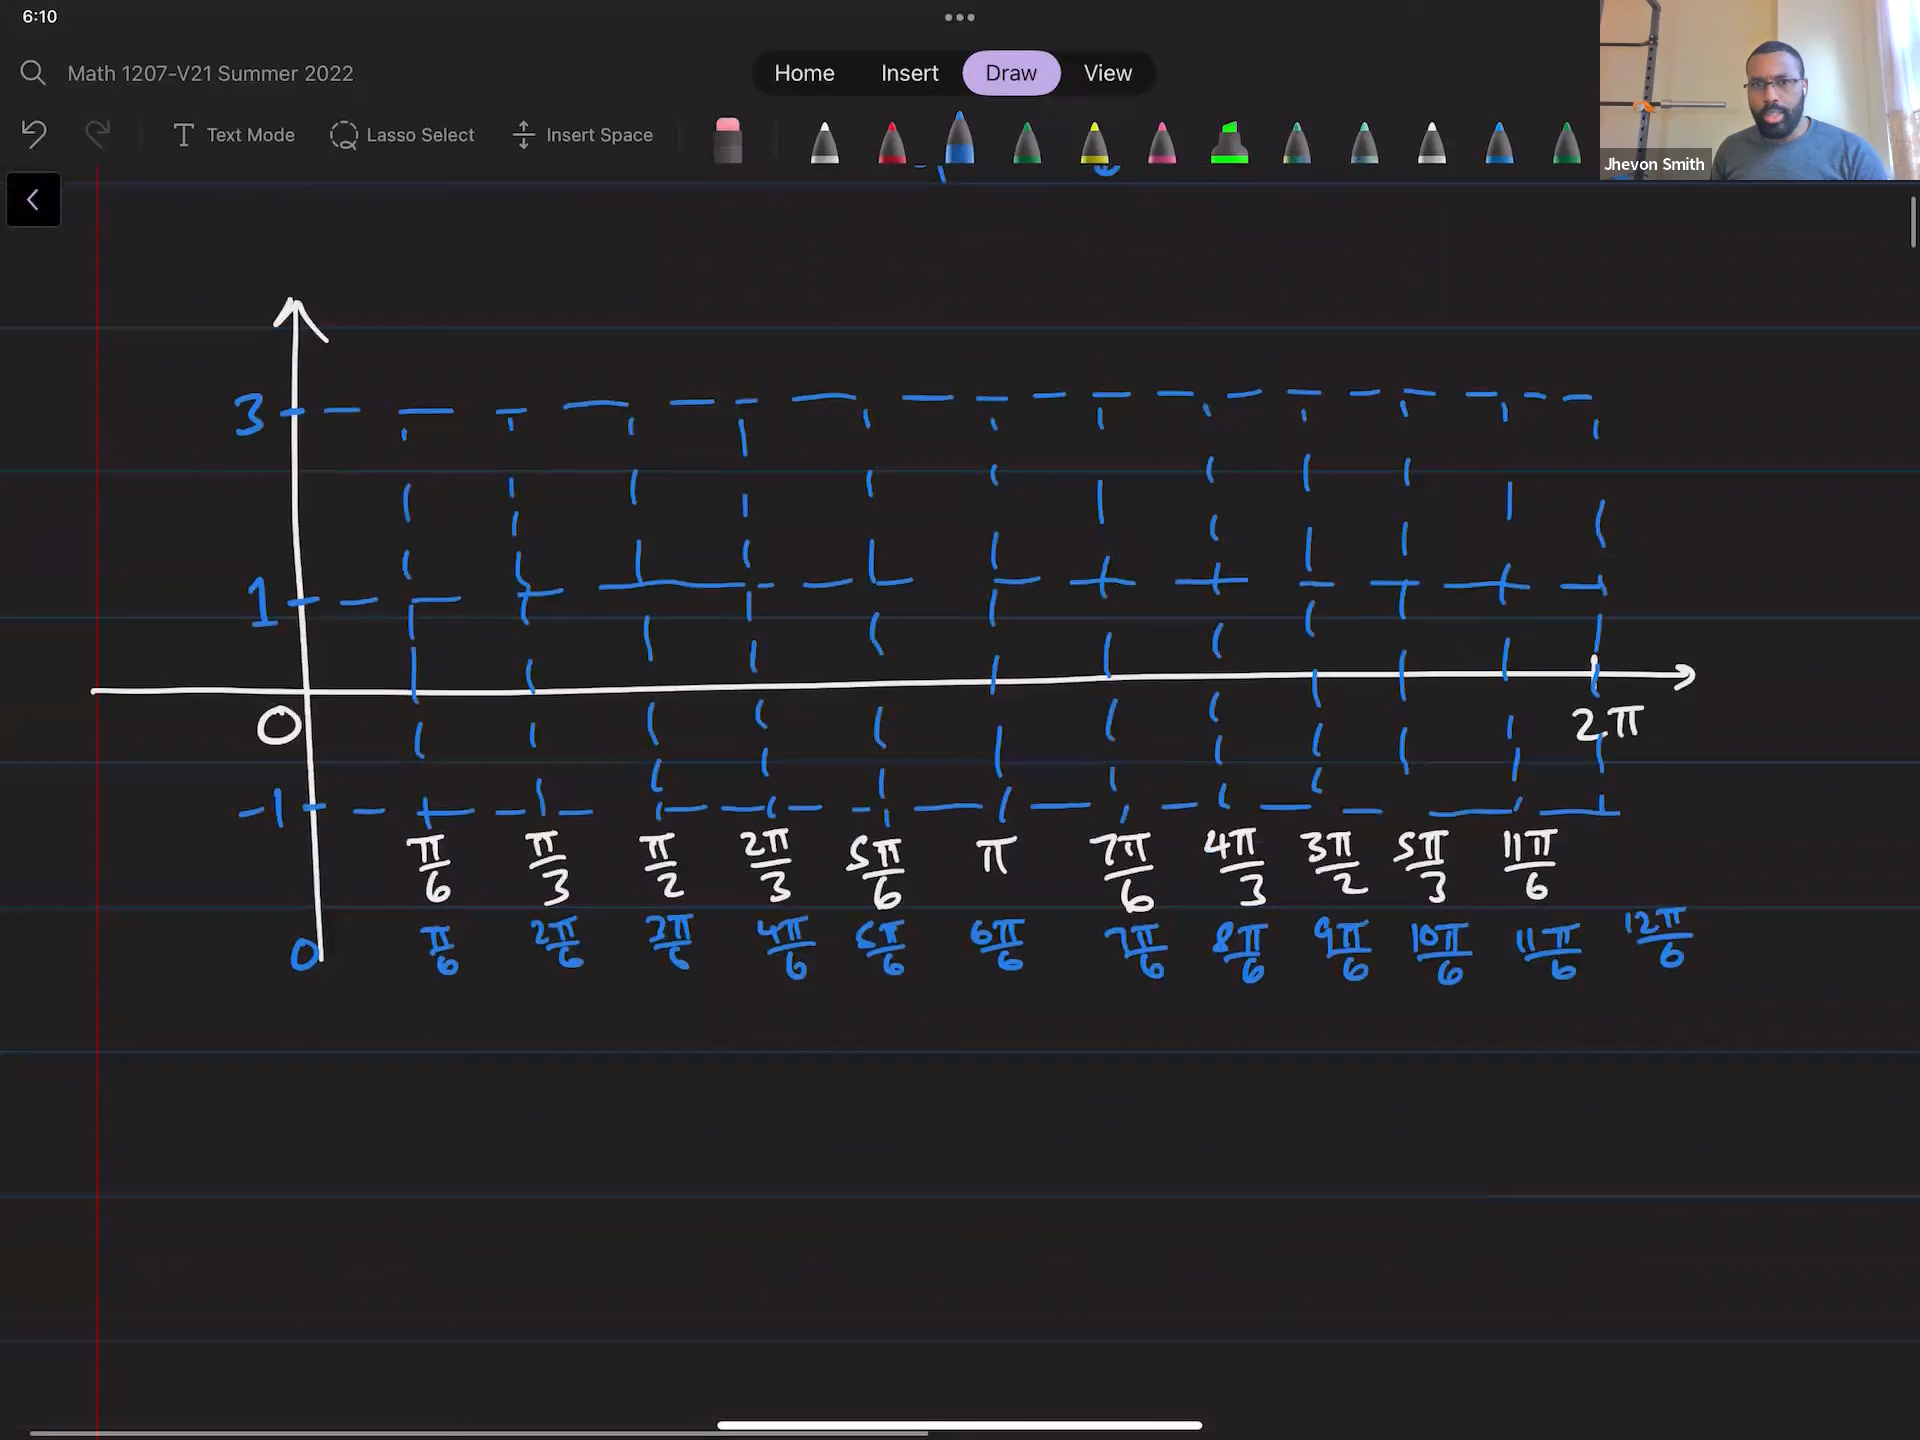 6:10
Math 1207-V21 Summer 2022
Home Insert Draw View
Text Mode Lasso Select Insert Space
Jhevon Smith
3
1
0 2π
-1
π/6 π/3 π/2 2π/3 5π/6 π 7π/6 4π/3 3π/2 5π/3 11π/6
0 π/6 2π/6 3π/6 4π/6 5π/6 6π/6 7π/6 8π/6 9π/6 10π/6 11π/6 12π/6